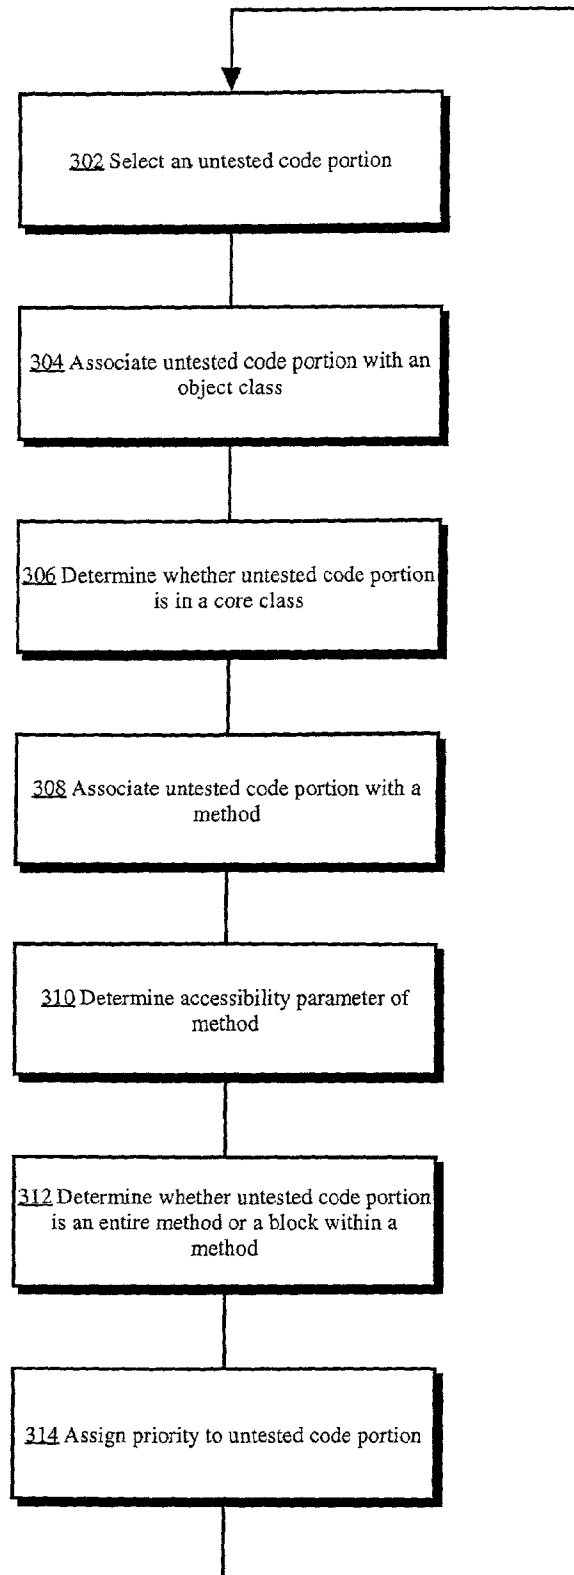 302 Select an untested code portion
304 Associate untested code portion with an
object class
306 Determine whether untested code portion
is in a core class
308 Associate untested code portion with a
method
310 Determine accessibility parameter of
method
312 Determine whether untested code portion
is an entire method or a block within a
method
314 Assign priority to untested code portion